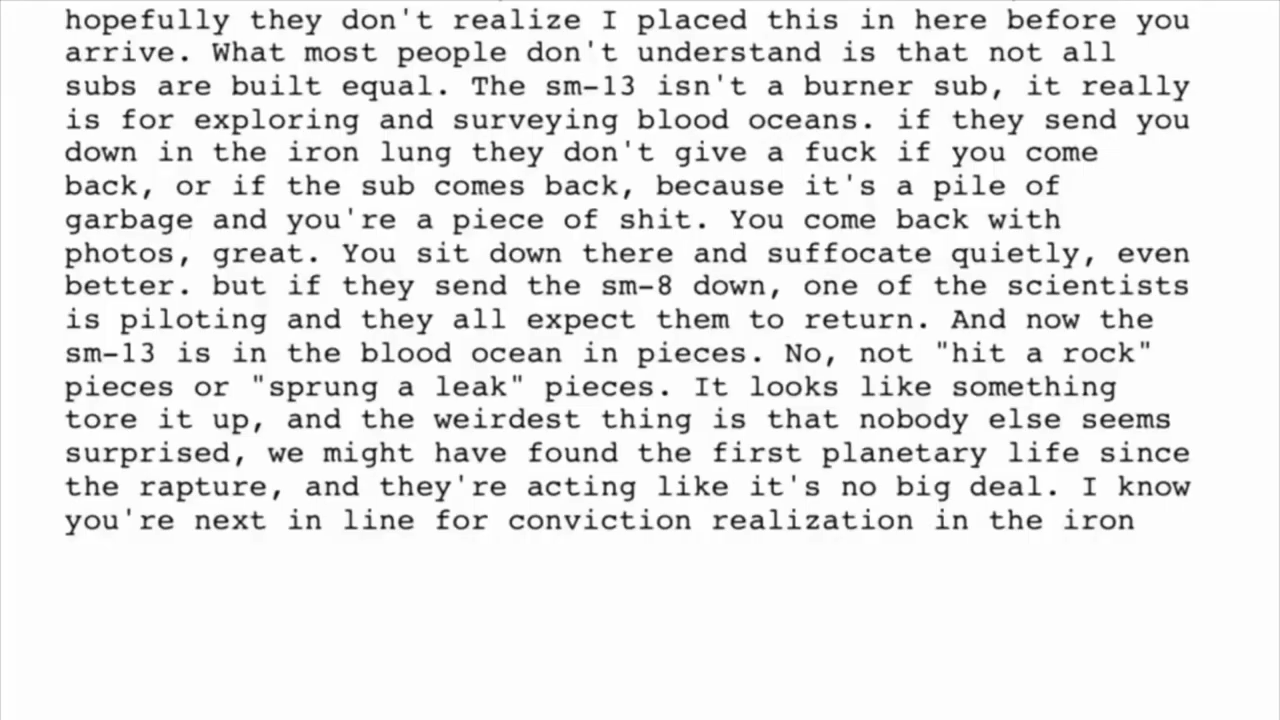 hopefully they don't realize I placed this in here before you
arrive. What most people don't understand is that not all
subs are built equal. The sm-13 isn't a burner sub, it really
is for exploring and surveying blood oceans. if they send you
down in the iron lung they don't give a fuck if you come
back, or if the sub comes back, because it's a pile of
garbage and you're a piece of shit. You come back with
photos, great. You sit down there and suffocate quietly, even
better. but if they send the sm-8 down, one of the scientists
is piloting and they all expect them to return. And now the
sm-13 is in the blood ocean in pieces. No, not "hit a rock"
pieces or "sprung a leak" pieces. It looks like something
tore it up, and the weirdest thing is that nobody else seems
surprised, we might have found the first planetary life since
the rapture, and they're acting like it's no big deal. I know
you're next in line for conviction realization in the iron